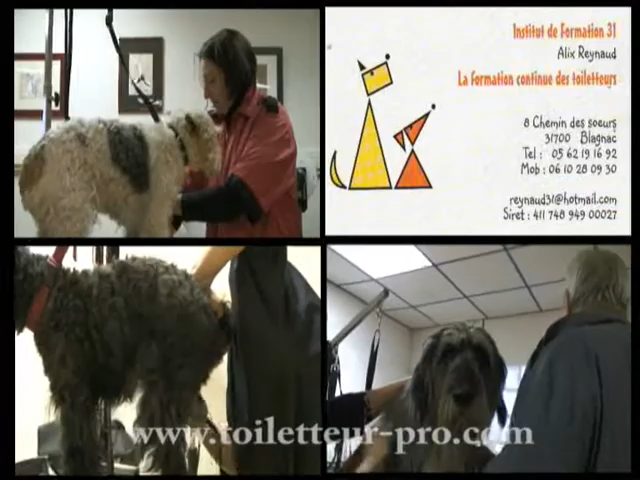 Institut de Formation 31
Alix Reynaud
La Formation continue des toiletteurs
8 Chemin des soeurs
31700 Blagnac
Tel : 05 62 19 16 92
Mob : 06 10 28 09 30
reynaud31@hotmail.com
Siret : 411 748 949 00027
www.toiletteur-pro.com